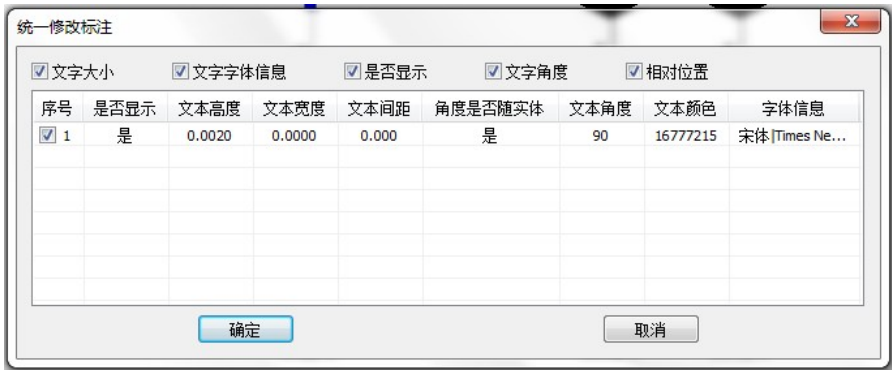 统一修改标注
文字大小 文字字体信息 是否显示 文字角度 相对位置
序号 是否显示 文本高度 文本宽度 文本间距 角度是否随实体 文本角度 文本颜色 字体信息
1 是 0.0020 0.0000 0.000 是 90 16777215 宋体|Times Ne...
确定 取消